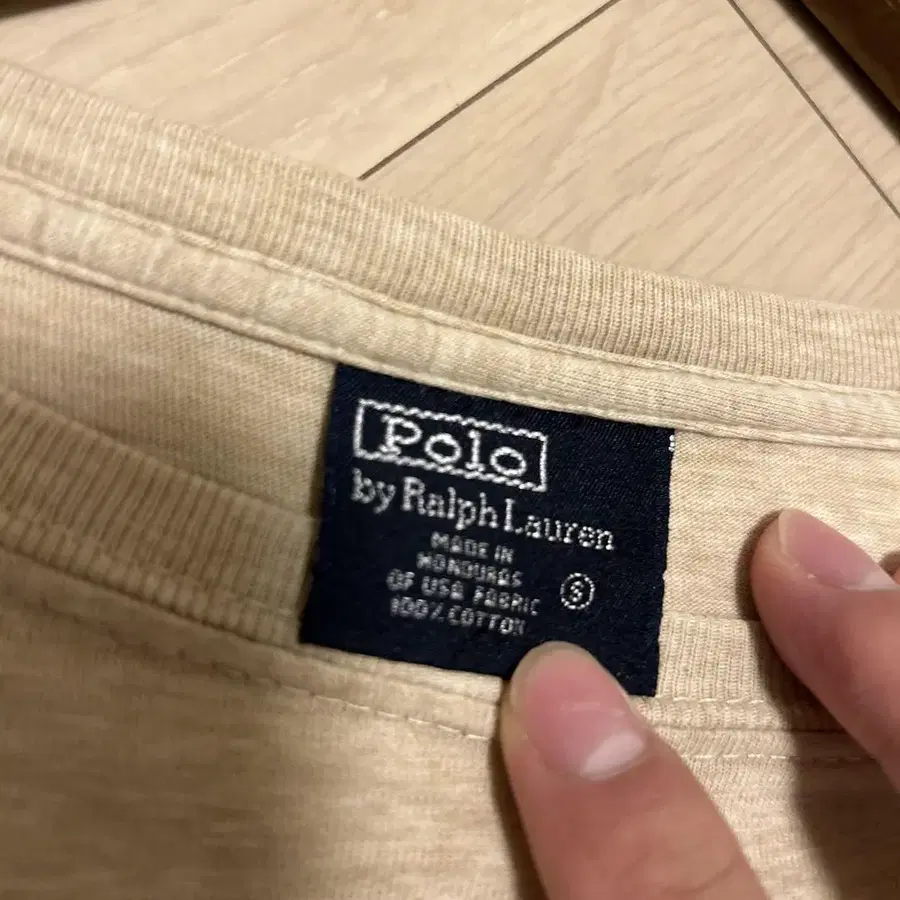 Polo
by Ralph Lauren
MADE IN
HONDURAS
OF USA FABRIC
100% COTTON
S